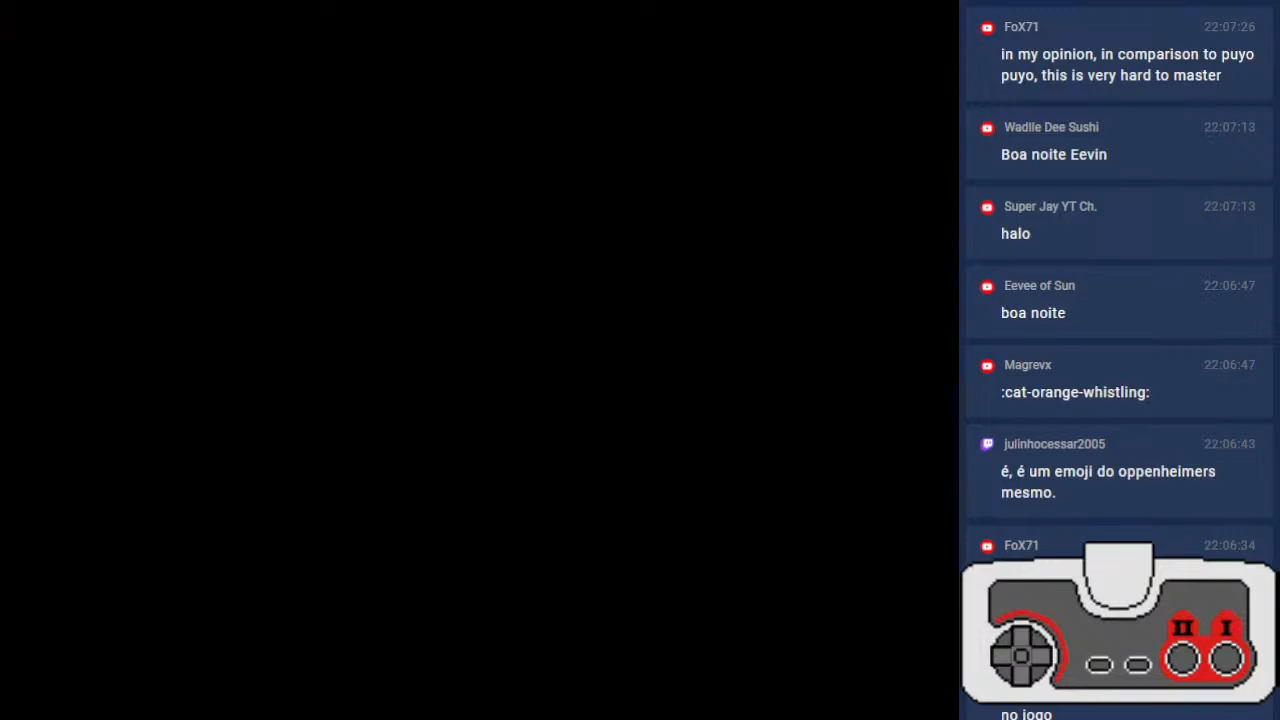 FoX71 22:07:26
in my opinion, in comparison to puyo
puyo, this is very hard to master
Wadlle Dee Sushi 22:07:13
Boa noite Eevin
Super Jay YT Ch. 22:07:13
halo
Eevee of Sun 22:06:47
boa noite
Magrevx 22:06:47
:cat-orange-whistling:
julinhocessar2005 22:06:43
é, é um emoji do oppenheimers
mesmo.
FoX71 22:06:34
II I
no jogo